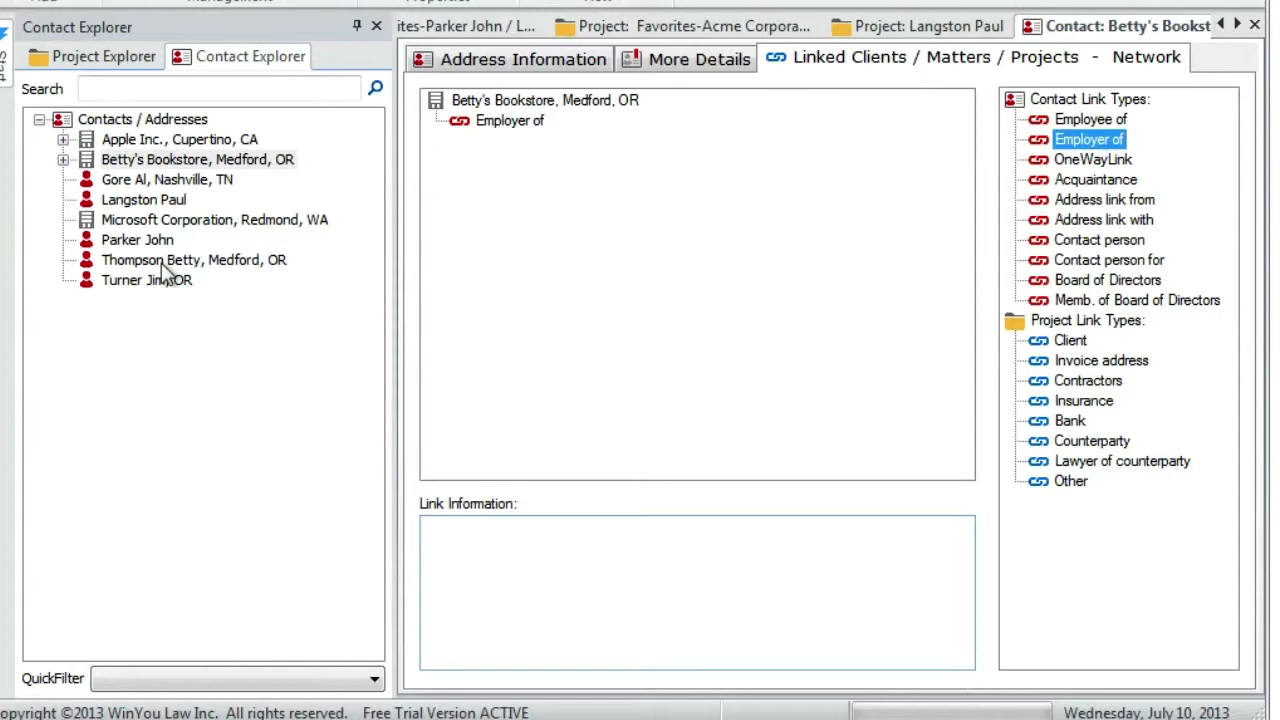 Contact Explorer
Project Explorer
Contact Explorer
Search
Contacts / Addresses
Apple Inc., Cupertino, CA
Betty's Bookstore, Medford, OR
Gore Al, Nashville, TN
Langston Paul
Microsoft Corporation, Redmond, WA
Parker John
Thompson Betty, Medford, OR
Turner Jim, OR
QuickFilter
ites-Parker John / L...
Project: Favorites-Acme Corpora...
Project: Langston Paul
Contact: Betty's Bookst
Address Information
More Details
Linked Clients / Matters / Projects - Network
Betty's Bookstore, Medford, OR
Employer of
Link Information:
Contact Link Types:
Employee of
Employer of
OneWayLink
Acquaintance
Address link from
Address link with
Contact person
Contact person for
Board of Directors
Memb. of Board of Directors
Project Link Types:
Client
Invoice address
Contractors
Insurance
Bank
Counterparty
Lawyer of counterparty
Other
opyright ©2013 WinYou Law Inc. All rights reserved.
Free Trial Version ACTIVE
Wednesday, July 10, 2013